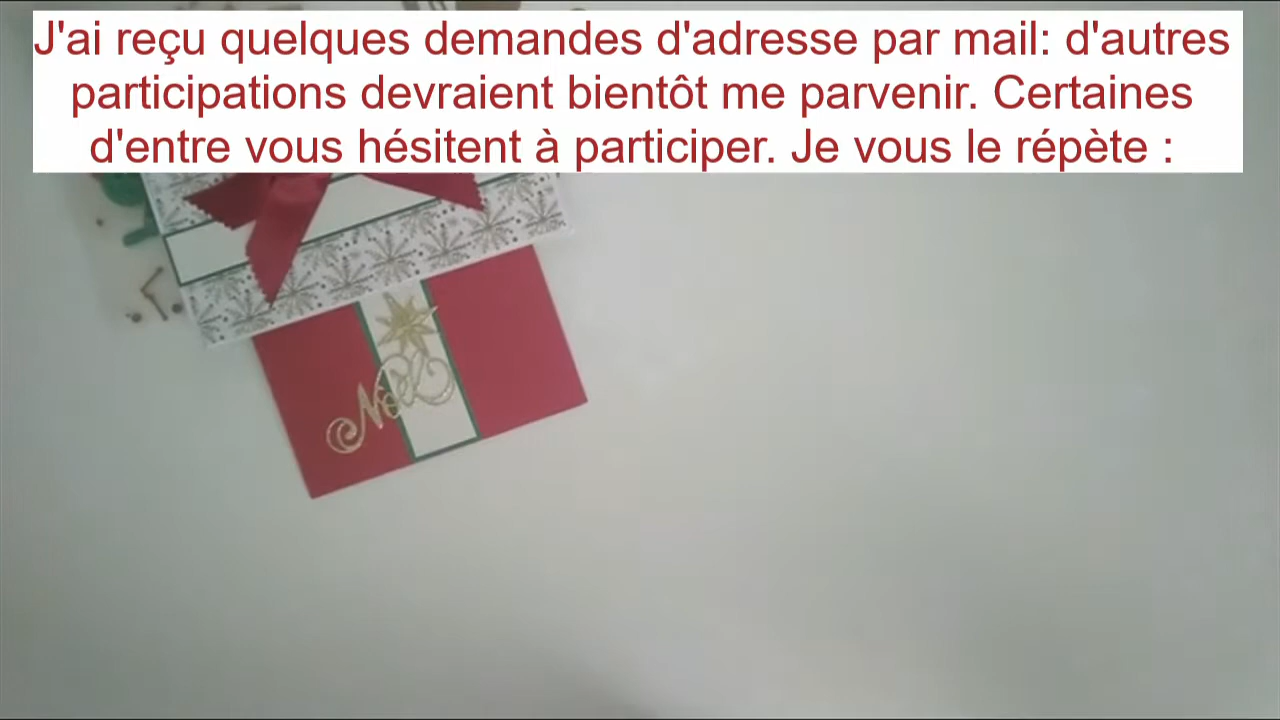 J'ai reçu quelques demandes d'adresse par mail: d'autres
participations devraient bientôt me parvenir. Certaines
d'entre vous hésitent à participer. Je vous le répète :
Noël